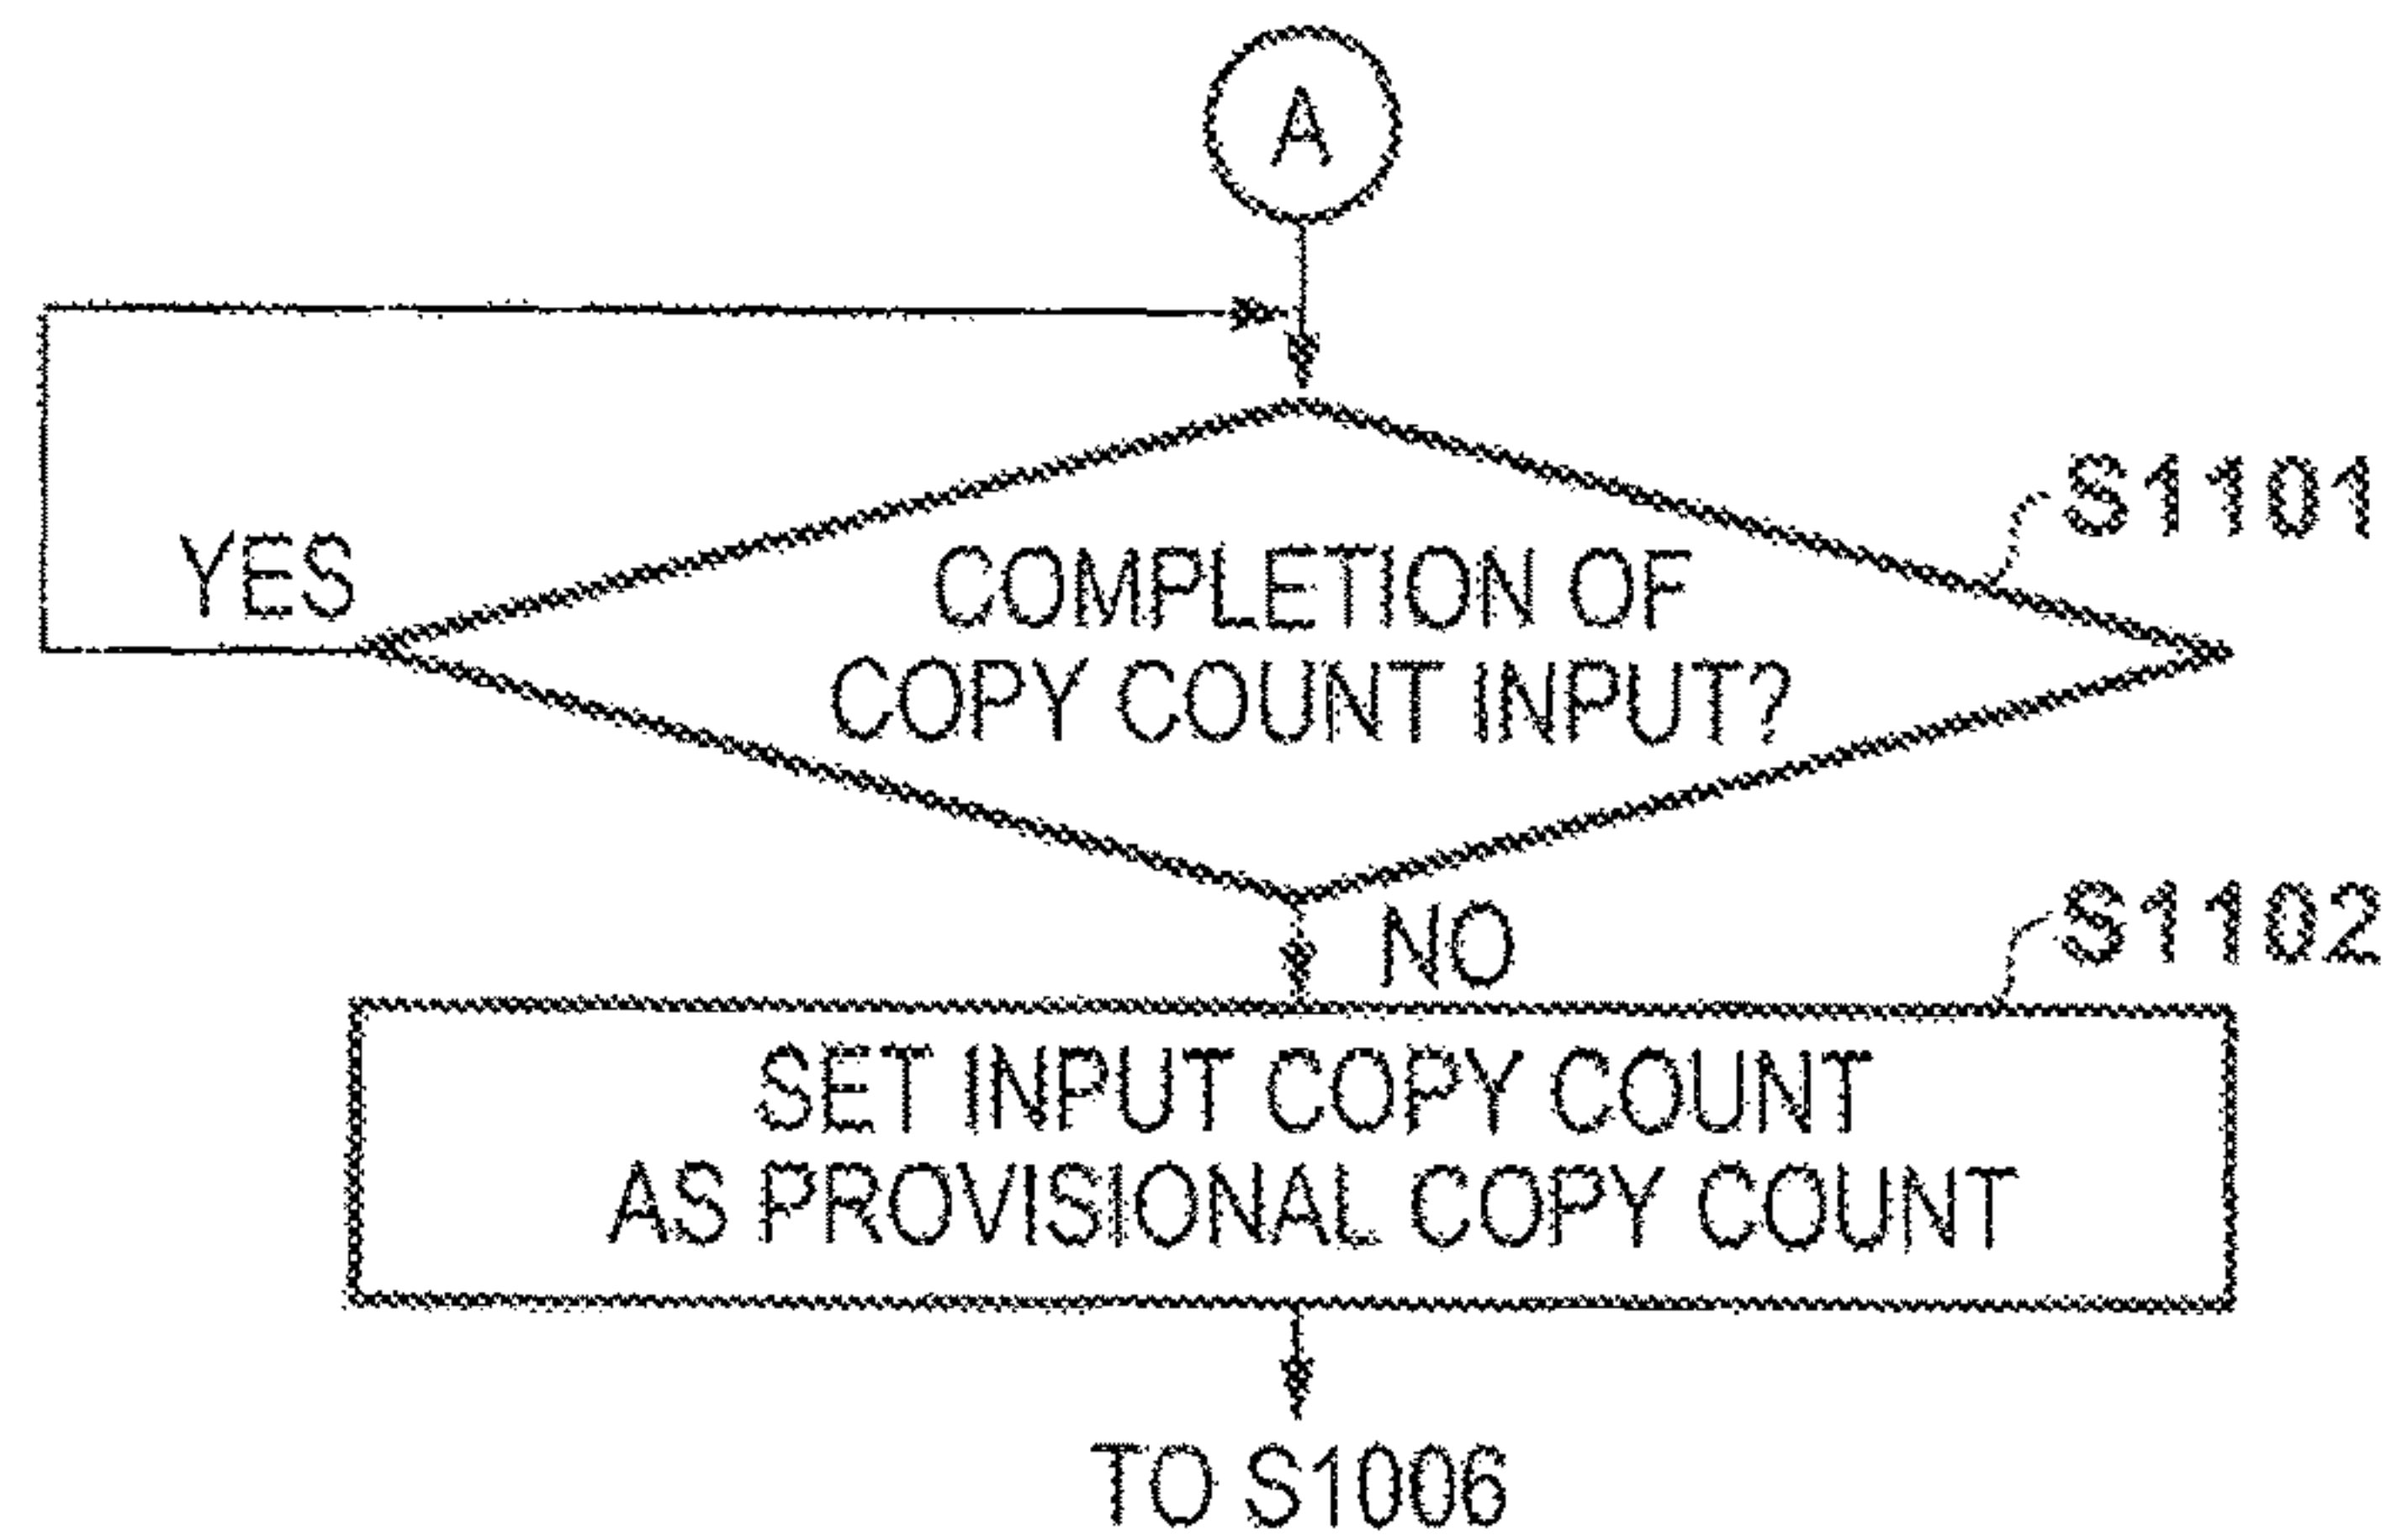 A
S1101
YES
COMPLETION OF
COPY COUNT INPUT?
NO
S1102
SET INPUT COPY COUNT
AS PROVISIONAL COPY COUNT
TO S1006